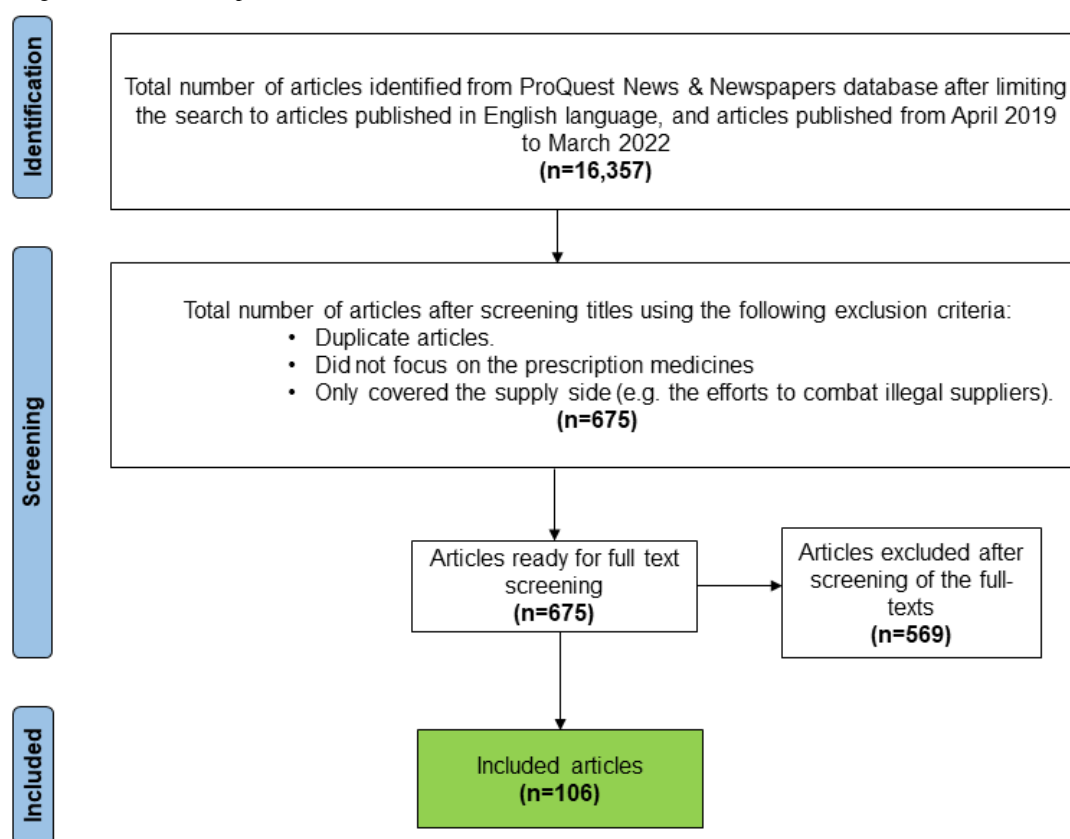 Identification
Total number of articles identified from ProQuest News & Newspapers database after limiting
the search to articles published in English language, and articles published from April 2019
to March 2022
(n=16,357)
Screening
Total number of articles after screening titles using the following exclusion criteria:
• Duplicate articles.
• Did not focus on the prescription medicines
• Only covered the supply side (e.g. the efforts to combat illegal suppliers).
(n=675)
Articles ready for full text
screening
(n=675)
Articles excluded after
screening of the full-
texts
(n=569)
Included
Included articles
(n=106)